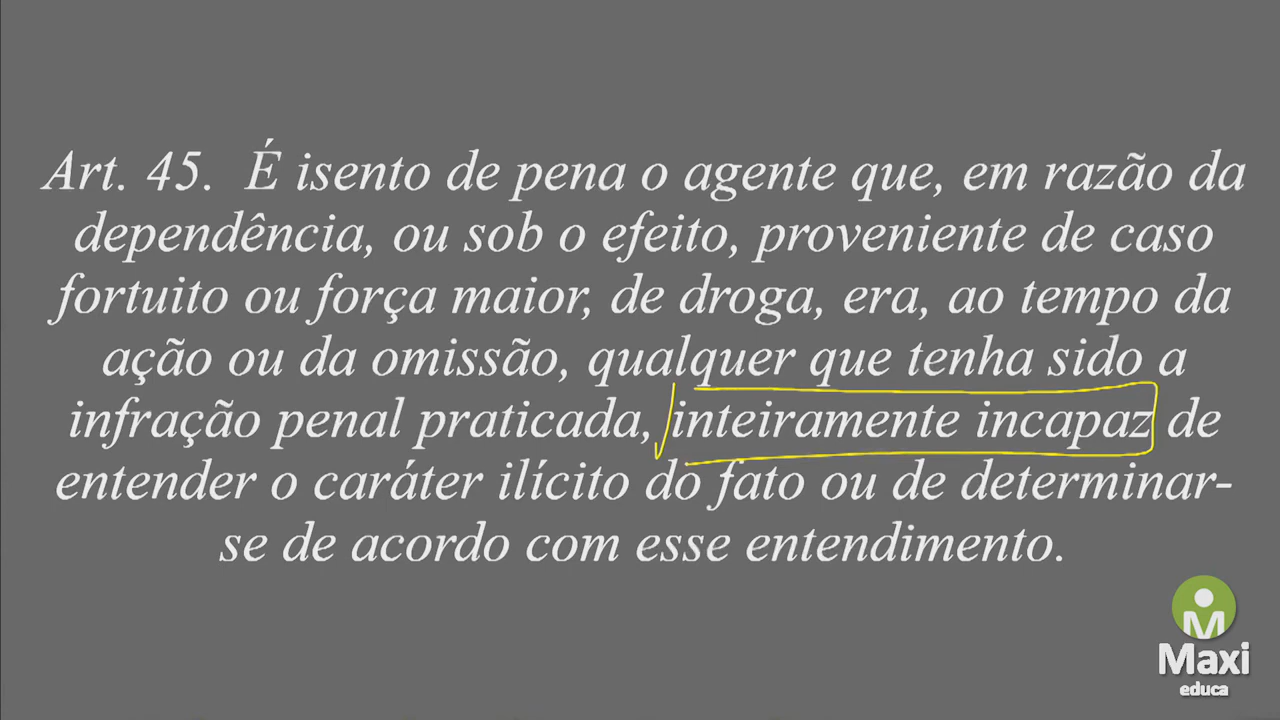 Art. 45. É isento de pena o agente que, em razão da
dependência, ou sob o efeito, proveniente de caso
fortuito ou força maior, de droga, era, ao tempo da
ação ou da omissão, qualquer que tenha sido a
infração penal praticada, inteiramente incapaz de
entender o caráter ilícito do fato ou de determinar-
se de acordo com esse entendimento.
M
Maxi
educa